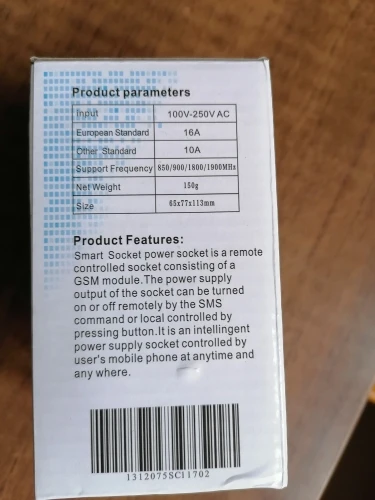 Product parameters
Input 100V-250V AC
European Standard 16A
Other Standard 10A
Support Frequency 850/900/1800/1900MHz
Net Weight 150g
Size 65x77x113mm
Product Features:
Smart Socket power socket is a remote
controlled socket consisting of a
GSM module.The power supply
output of the socket can be turned
on or off remotely by the SMS
command or local controlled by
pressing button.It is an intellingent
power supply socket controlled by
user's mobile phone at anytime and
any where.
1312075SC11702